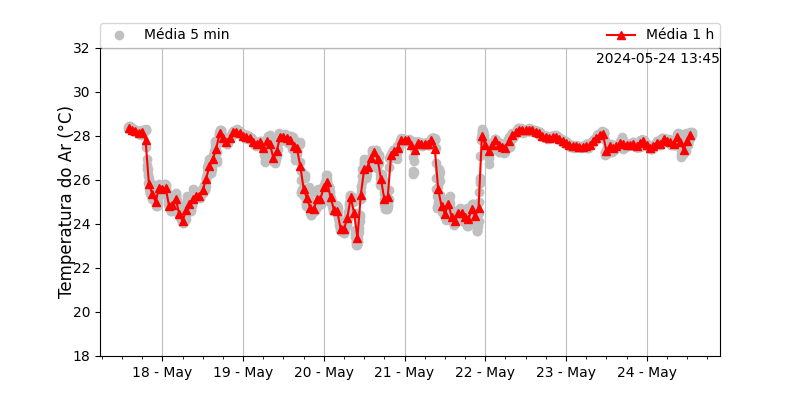 Média 5 min
Média 1 h
2024-05-24 13:45
Temperatura do Ar (°C)
32
30
28
26
24
22
20
18
18 - May
19 - May
20 - May
21 - May
22 - May
23 - May
24 - May